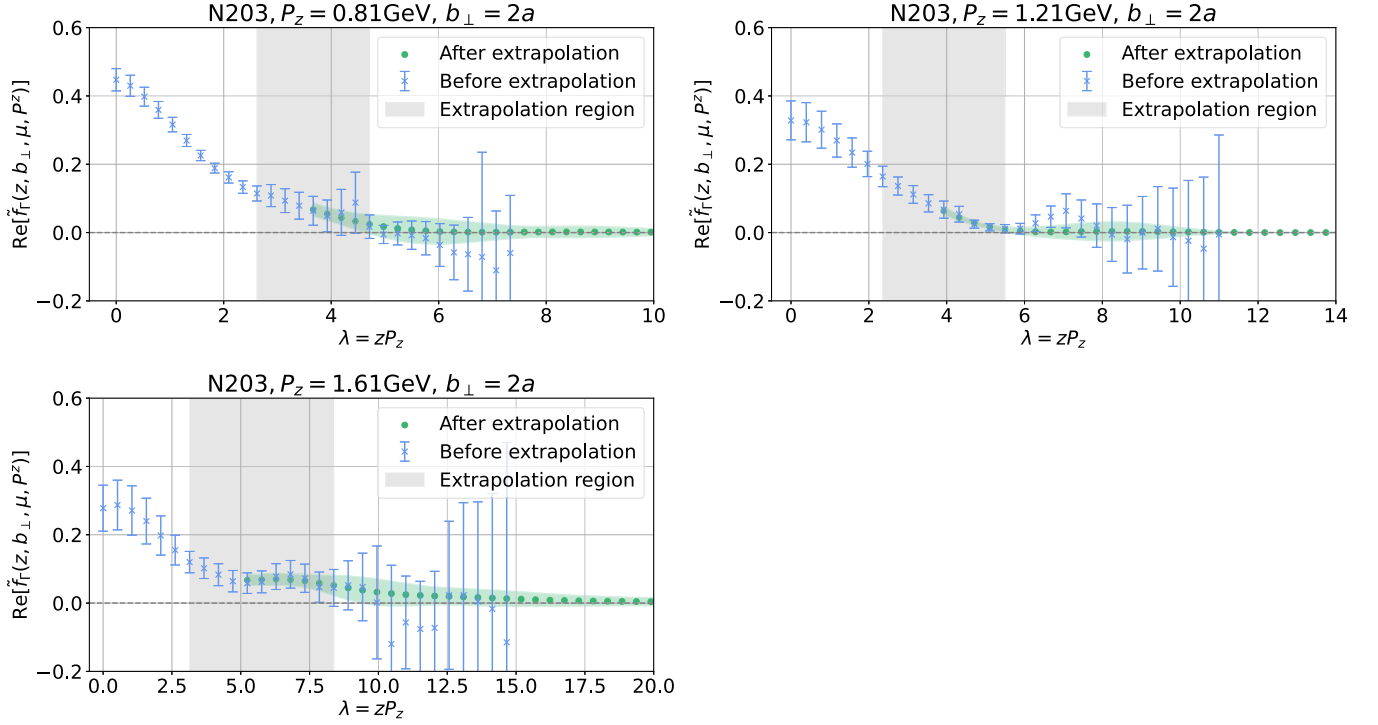 N203, P_z = 0.81GeV, b_⊥ = 2a
Re[f̃_Γ(z, b_⊥, μ, P^z)]
0.6
0.4
0.2
0.0
−0.2
After extrapolation
Before extrapolation
Extrapolation region
0 2 4 6 8 10
λ = zP_z
N203, P_z = 1.21GeV, b_⊥ = 2a
Re[f̃_Γ(z, b_⊥, μ, P^z)]
0.6
0.4
0.2
0.0
−0.2
After extrapolation
Before extrapolation
Extrapolation region
0 2 4 6 8 10 12 14
λ = zP_z
N203, P_z = 1.61GeV, b_⊥ = 2a
Re[f̃_Γ(z, b_⊥, μ, P^z)]
0.6
0.4
0.2
0.0
−0.2
After extrapolation
Before extrapolation
Extrapolation region
0.0 2.5 5.0 7.5 10.0 12.5 15.0 17.5 20.0
λ = zP_z